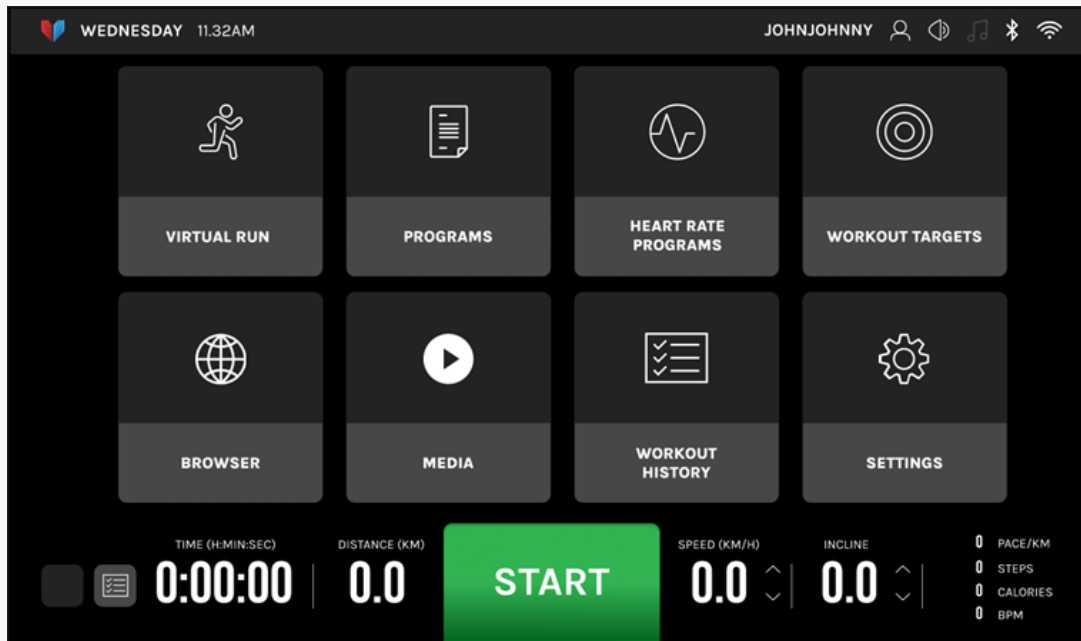 WEDNESDAY 11.32AM
JOHNJOHNNY
VIRTUAL RUN
PROGRAMS
HEART RATE
PROGRAMS
WORKOUT TARGETS
BROWSER
MEDIA
WORKOUT
HISTORY
SETTINGS
TIME (H:MIN:SEC)
0:00:00
DISTANCE (KM)
0.0
START
SPEED (KM/H)
0.0
INCLINE
0.0
0 PACE/KM
0 STEPS
0 CALORIES
0 BPM